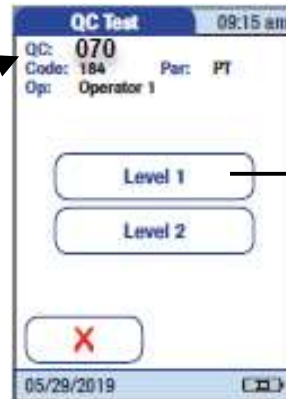 QC Test 09:15 am
QC: 070
Code: 184 Par: PT
Op: Operator 1
Level 1
Level 2
X
05/29/2019